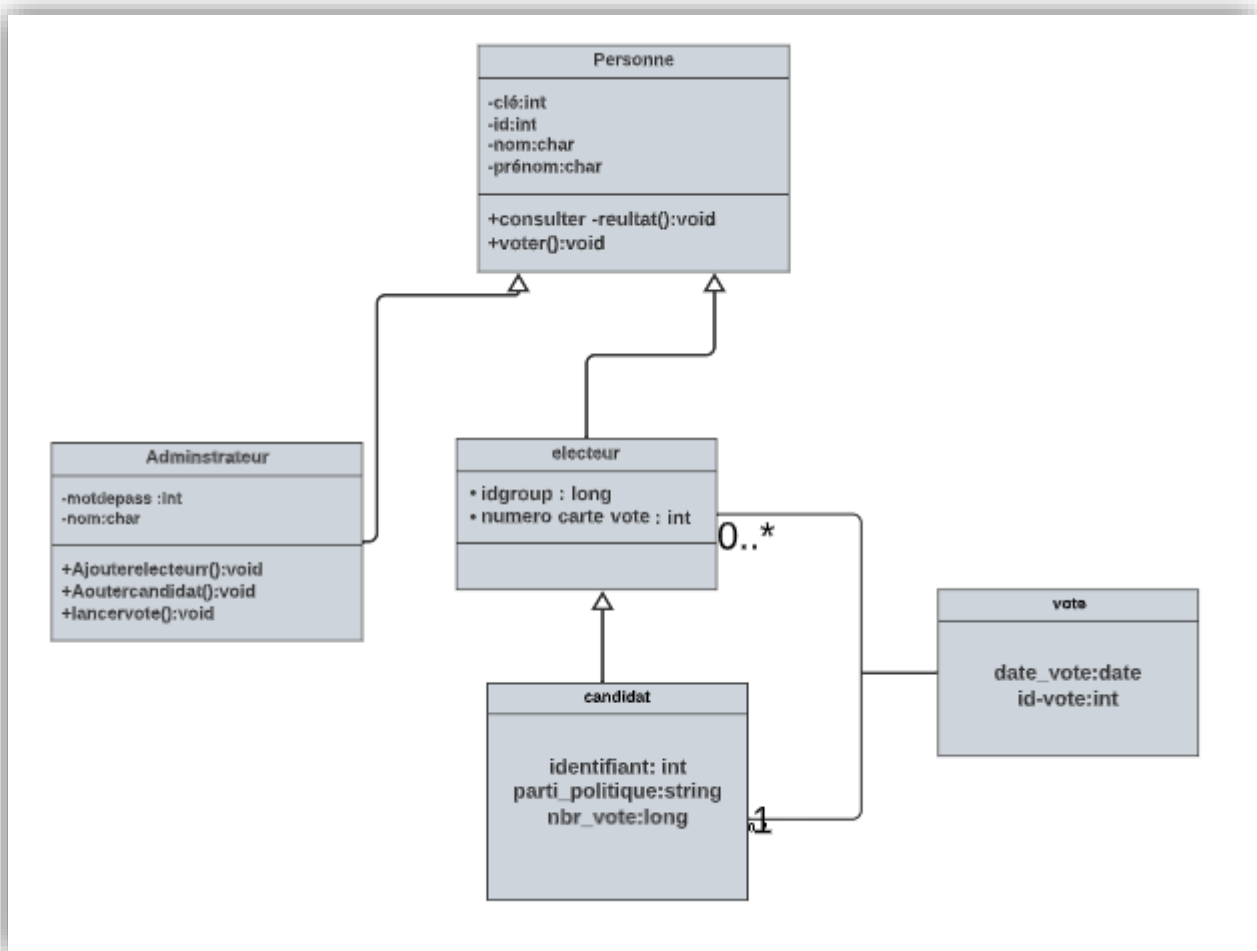 Personne
-clé:int
-id:int
-nom:char
-prénom:char
+consulter -reultat():void
+voter():void
Adminstrateur
-motdepass :int
-nom:char
+Ajouterelecteurr():void
+Aoutercandidat():void
+lancervote():void
electeur
• idgroup : long
• numero carte vote : int
0..*
vote
date_vote:date
id-vote:int
candidat
identifiant: int
parti_politique:string
nbr_vote:long
1